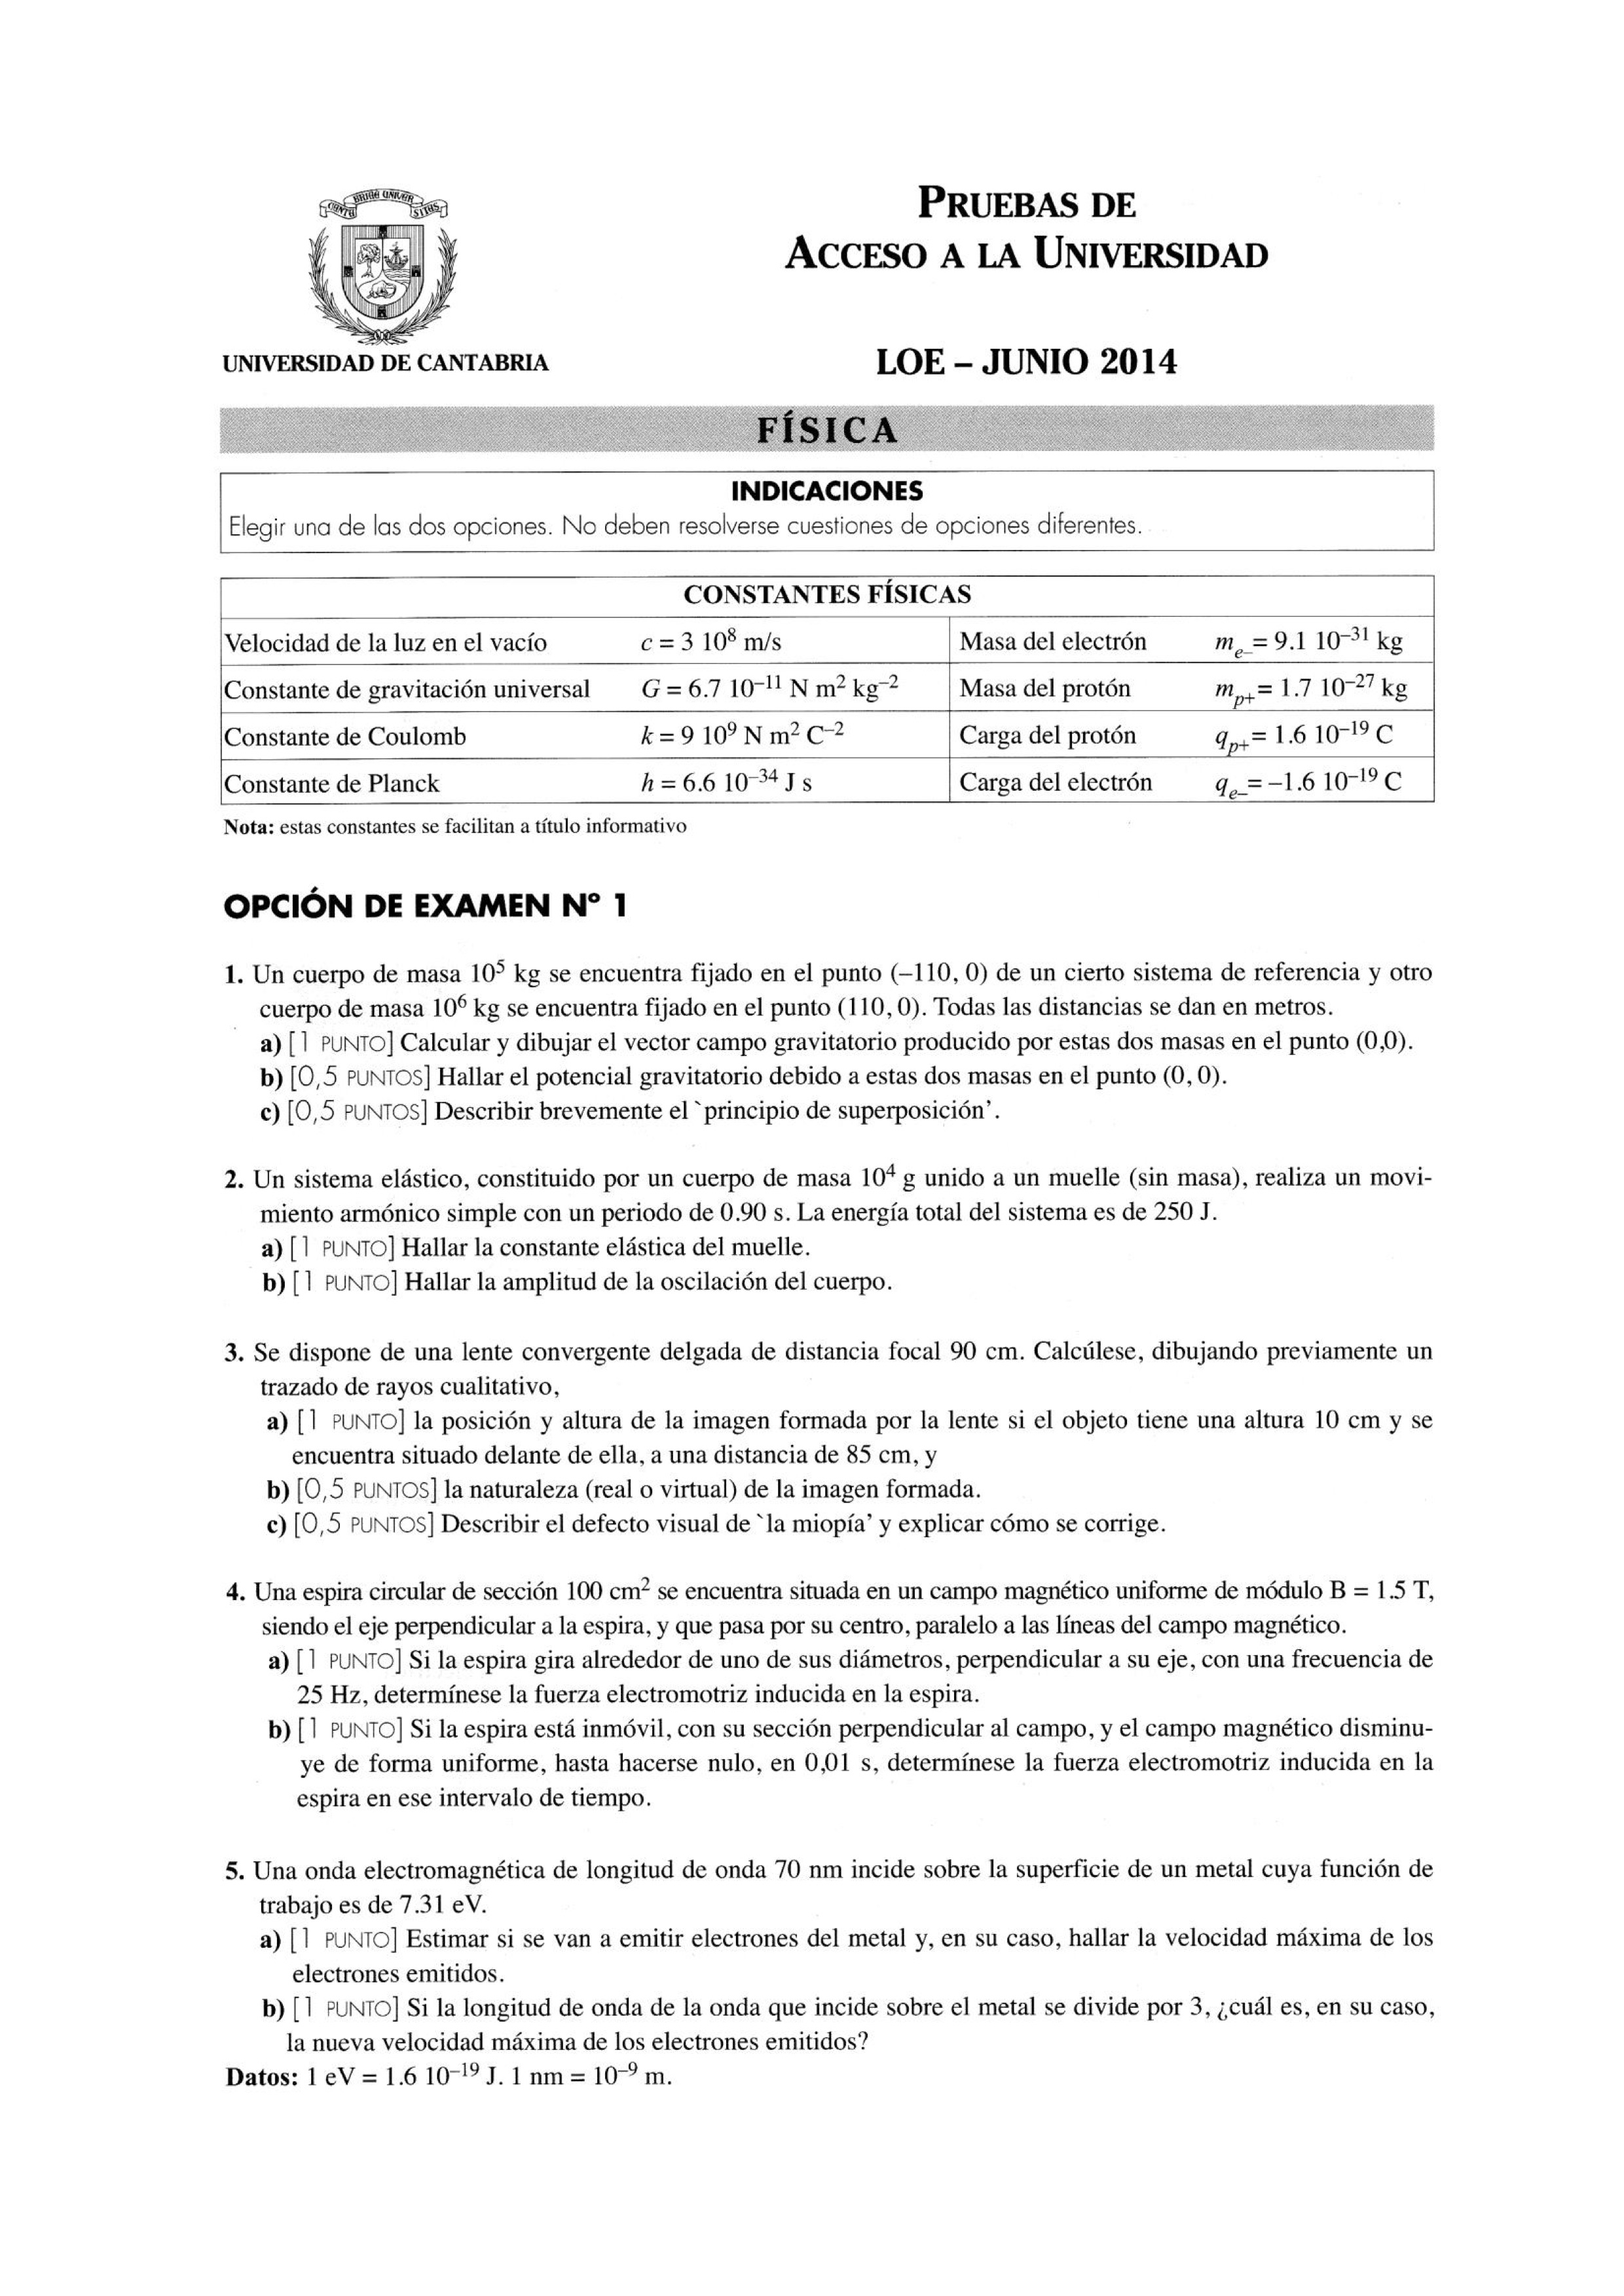 CANTA BRIAE UNIVER SITAS
PRUEBAS DE
ACCESO A LA UNIVERSIDAD
UNIVERSIDAD DE CANTABRIA
LOE – JUNIO 2014
FÍSICA
INDICACIONES
Elegir una de las dos opciones. No deben resolverse cuestiones de opciones diferentes.
CONSTANTES FÍSICAS
Velocidad de la luz en el vacío c = 3 10⁸ m/s Masa del electrón mₑ₋ = 9.1 10⁻³¹ kg
Constante de gravitación universal G = 6.7 10⁻¹¹ N m² kg⁻² Masa del protón mₚ₊ = 1.7 10⁻²⁷ kg
Constante de Coulomb k = 9 10⁹ N m² C⁻² Carga del protón qₚ₊ = 1.6 10⁻¹⁹ C
Constante de Planck h = 6.6 10⁻³⁴ J s Carga del electrón qₑ₋ = –1.6 10⁻¹⁹ C
Nota: estas constantes se facilitan a título informativo
OPCIÓN DE EXAMEN Nº 1
1. Un cuerpo de masa 10⁵ kg se encuentra fijado en el punto (–110, 0) de un cierto sistema de referencia y otro
cuerpo de masa 10⁶ kg se encuentra fijado en el punto (110, 0). Todas las distancias se dan en metros.
a) [1 PUNTO] Calcular y dibujar el vector campo gravitatorio producido por estas dos masas en el punto (0,0).
b) [0,5 PUNTOS] Hallar el potencial gravitatorio debido a estas dos masas en el punto (0, 0).
c) [0,5 PUNTOS] Describir brevemente el `principio de superposición’.
2. Un sistema elástico, constituido por un cuerpo de masa 10⁴ g unido a un muelle (sin masa), realiza un movi-
miento armónico simple con un periodo de 0.90 s. La energía total del sistema es de 250 J.
a) [1 PUNTO] Hallar la constante elástica del muelle.
b) [1 PUNTO] Hallar la amplitud de la oscilación del cuerpo.
3. Se dispone de una lente convergente delgada de distancia focal 90 cm. Calcúlese, dibujando previamente un
trazado de rayos cualitativo,
a) [1 PUNTO] la posición y altura de la imagen formada por la lente si el objeto tiene una altura 10 cm y se
encuentra situado delante de ella, a una distancia de 85 cm, y
b) [0,5 PUNTOS] la naturaleza (real o virtual) de la imagen formada.
c) [0,5 PUNTOS] Describir el defecto visual de `la miopía’ y explicar cómo se corrige.
4. Una espira circular de sección 100 cm² se encuentra situada en un campo magnético uniforme de módulo B = 1.5 T,
siendo el eje perpendicular a la espira, y que pasa por su centro, paralelo a las líneas del campo magnético.
a) [1 PUNTO] Si la espira gira alrededor de uno de sus diámetros, perpendicular a su eje, con una frecuencia de
25 Hz, determínese la fuerza electromotriz inducida en la espira.
b) [1 PUNTO] Si la espira está inmóvil, con su sección perpendicular al campo, y el campo magnético disminu-
ye de forma uniforme, hasta hacerse nulo, en 0,01 s, determínese la fuerza electromotriz inducida en la
espira en ese intervalo de tiempo.
5. Una onda electromagnética de longitud de onda 70 nm incide sobre la superficie de un metal cuya función de
trabajo es de 7.31 eV.
a) [1 PUNTO] Estimar si se van a emitir electrones del metal y, en su caso, hallar la velocidad máxima de los
electrones emitidos.
b) [1 PUNTO] Si la longitud de onda de la onda que incide sobre el metal se divide por 3, ¿cuál es, en su caso,
la nueva velocidad máxima de los electrones emitidos?
Datos: 1 eV = 1.6 10⁻¹⁹ J. 1 nm = 10⁻⁹ m.